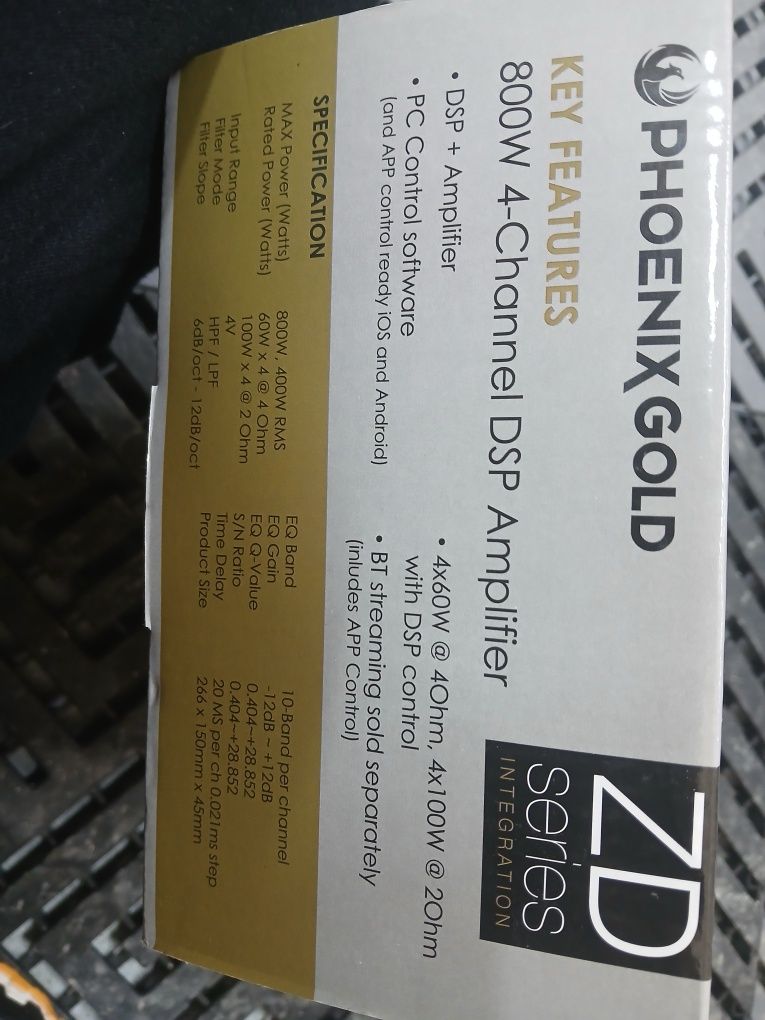 PHOENIX GOLD
ZD
series
INTEGRATION
KEY FEATURES
800W 4-Channel DSP Amplifier
• DSP + Amplifier
• PC Control software
(and APP control ready iOS and Android)
• 4x60W @ 4Ohm, 4x100W @ 2Ohm
with DSP control
• BT streaming sold separately
(inludes APP Control)
SPECIFICATION
MAX Power (Watts) 800W, 400W RMS
Rated Power (Watts) 60W x 4 @ 4 Ohm
100W x 4 @ 2 Ohm
Input Range 4V
Filter Mode HPF / LPF
Filter Slope 6dB/oct - 12dB/oct
EQ Band 10-Band per channel
EQ Gain -12dB ~ +12dB
EQ Q-Value 0.404~+28.852
S/N Ratio 0.404~+28.852
Time Delay 20 MS per ch 0.021ms step
Product Size 266 x 150mm x 45mm